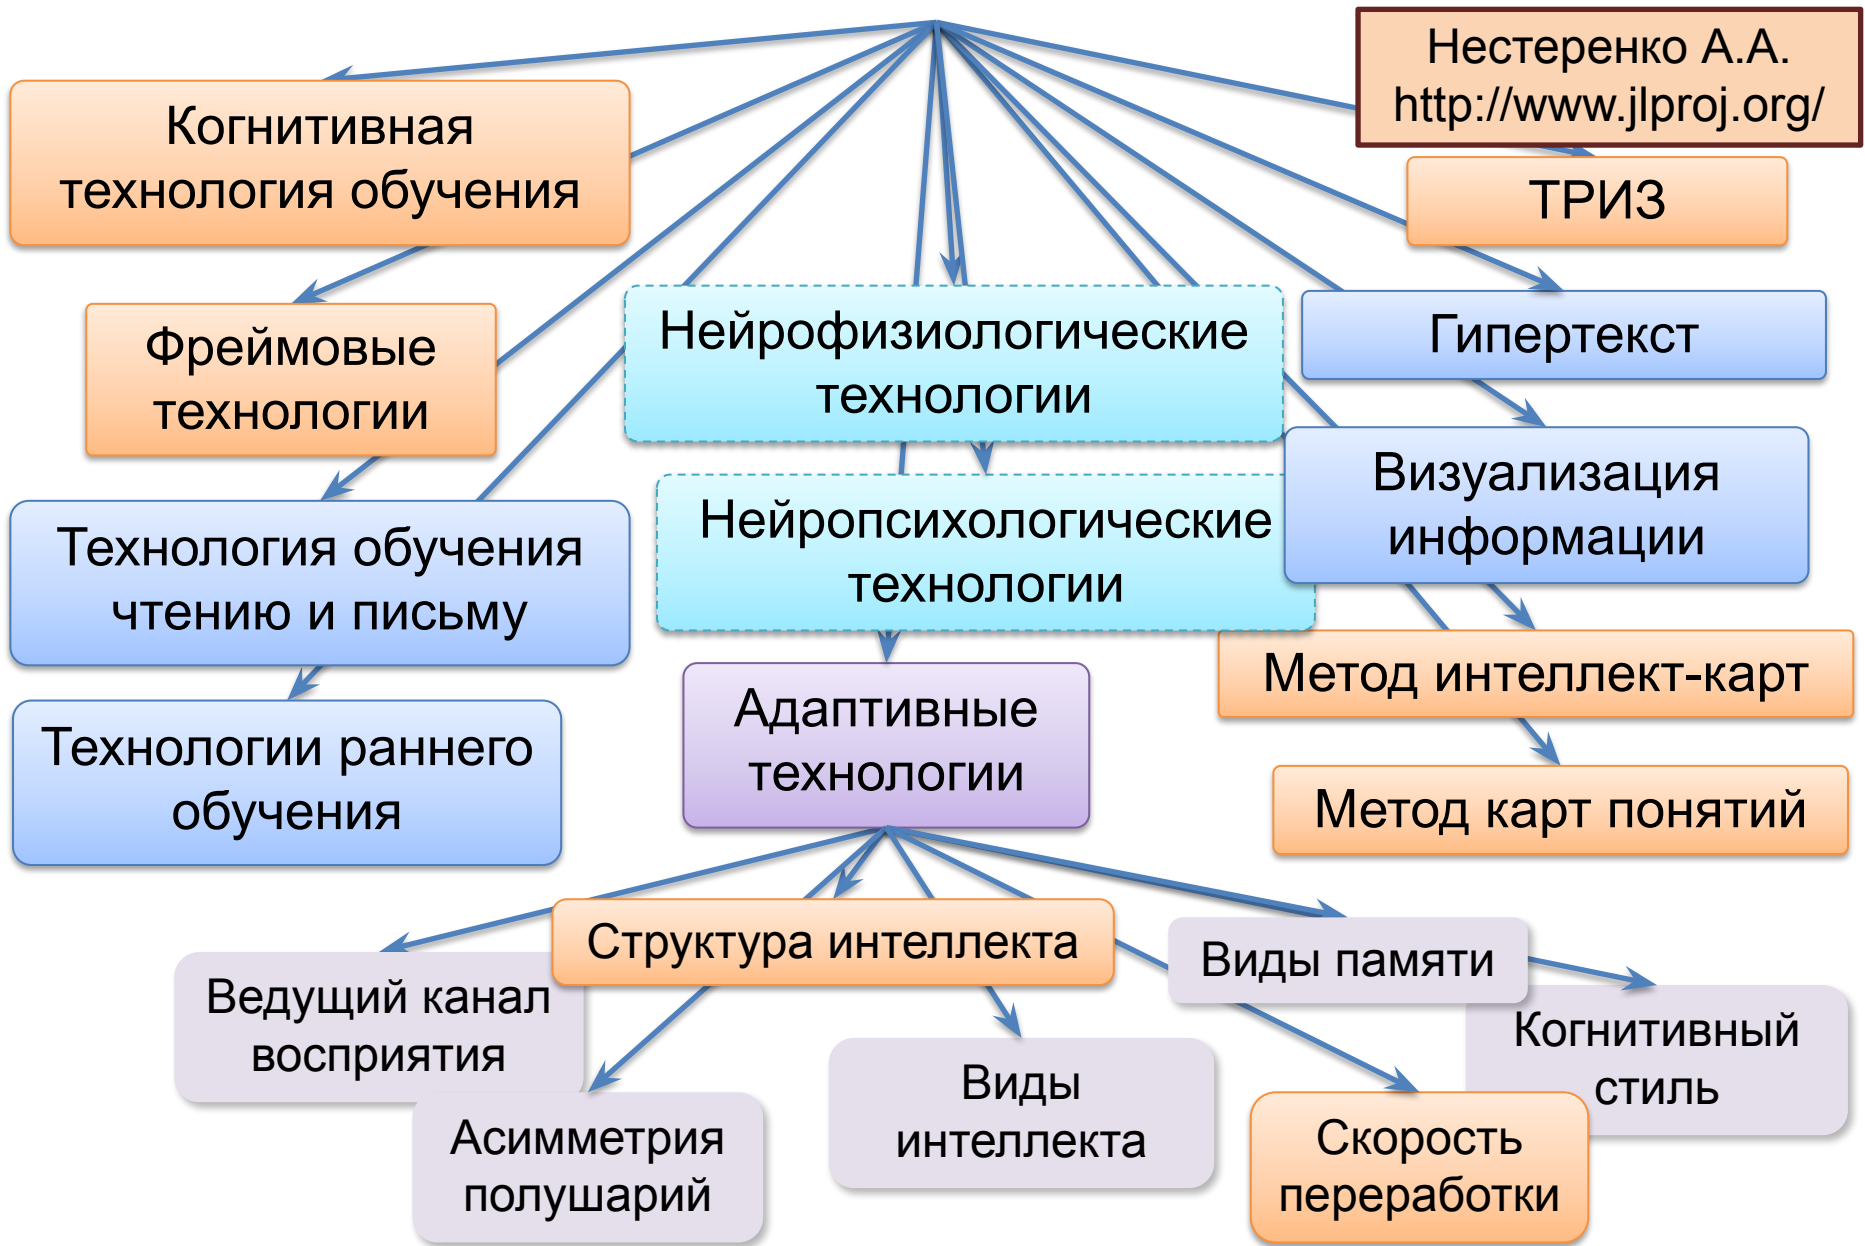 Нестеренко А.А.
http://www.jlproj.org/
Когнитивная
технология обучения
ТРИЗ
Фреймовые
технологии
Нейрофизиологические
технологии
Гипертекст
Визуализация
информации
Технология обучения
чтению и письму
Нейропсихологические
технологии
Метод интеллект-карт
Технологии раннего
обучения
Адаптивные
технологии
Метод карт понятий
Структура интеллекта
Виды памяти
Ведущий канал
восприятия
Когнитивный
стиль
Асимметрия
полушарий
Виды
интеллекта
Скорость
переработки